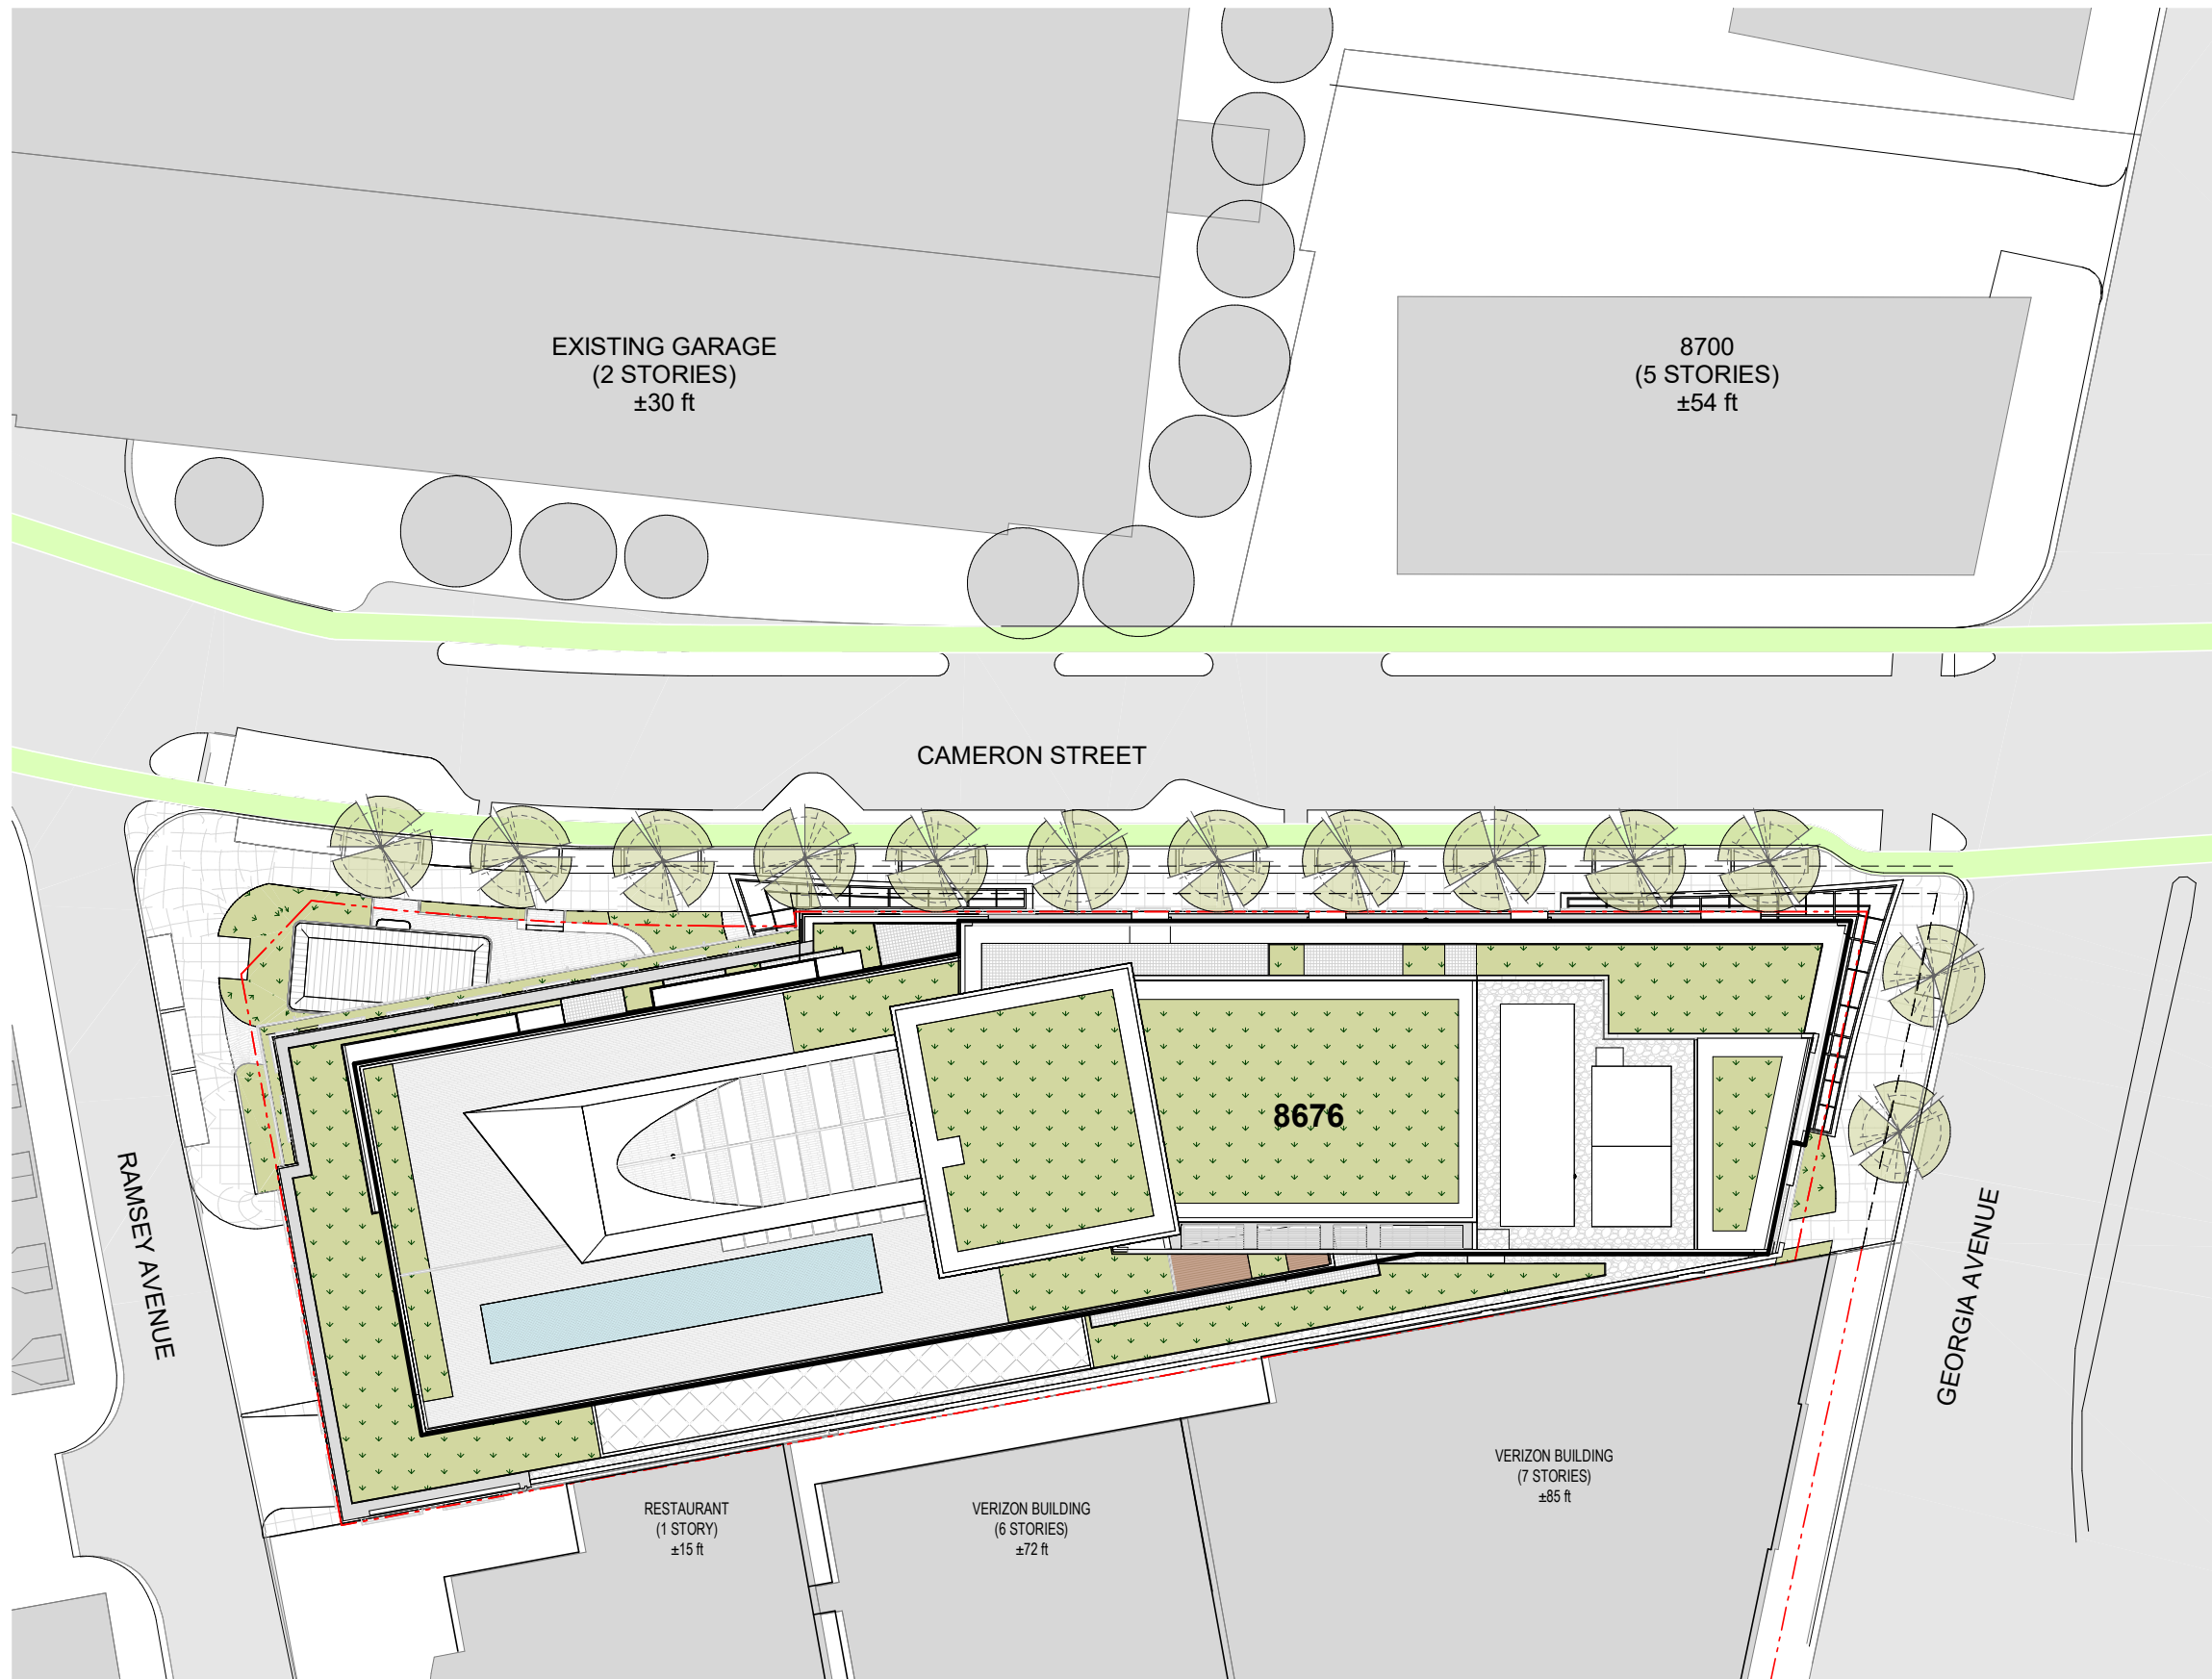 EXISTING GARAGE
(2 STORIES)
±30 ft
8700
(5 STORIES)
±54 ft
CAMERON STREET
8676
RAMSEY AVENUE
GEORGIA AVENUE
VERIZON BUILDING
(7 STORIES)
±85 ft
RESTAURANT
(1 STORY)
±15 ft
VERIZON BUILDING
(6 STORIES)
±72 ft